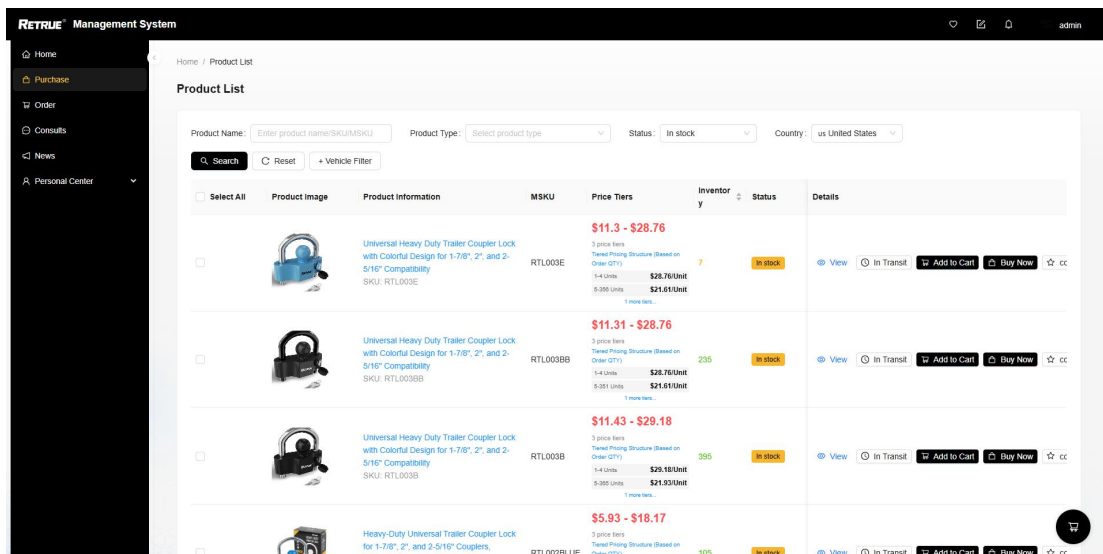 RETRUE® Management System
admin
Home
Purchase
Order
Consults
News
Personal Center
Home / Product List
Product List
Product Name: Enter product name/SKU/MSKU
Product Type: Select product type
Status: In stock
Country: us United States
Search
Reset
+ Vehicle Filter
Select All
Product Image
Product Information
MSKU
Price Tiers
Inventor
y
Status
Details
Universal Heavy Duty Trailer Coupler Lock
with Colorful Design for 1-7/8", 2", and 2-
5/16" Compatibility
SKU: RTL003E
RTL003E
$11.3 - $28.76
3 price tiers
Tiered Pricing Structure (Based on
Order QTY)
1-4 Units $28.76/Unit
5-356 Units $21.61/Unit
1 more tiers...
7
In stock
View
In Transit
Add to Cart
Buy Now
Universal Heavy Duty Trailer Coupler Lock
with Colorful Design for 1-7/8", 2", and 2-
5/16" Compatibility
SKU: RTL003BB
RTL003BB
$11.31 - $28.76
3 price tiers
Tiered Pricing Structure (Based on
Order QTY)
1-4 Units $28.76/Unit
5-351 Units $21.61/Unit
1 more tiers...
235
In stock
View
In Transit
Add to Cart
Buy Now
Universal Heavy Duty Trailer Coupler Lock
with Colorful Design for 1-7/8", 2", and 2-
5/16" Compatibility
SKU: RTL003B
RTL003B
$11.43 - $29.18
3 price tiers
Tiered Pricing Structure (Based on
Order QTY)
1-4 Units $29.18/Unit
5-365 Units $21.93/Unit
1 more tiers...
395
In stock
View
In Transit
Add to Cart
Buy Now
Heavy-Duty Universal Trailer Coupler Lock
for 1-7/8", 2", and 2-5/16" Couplers,
RTL002BLUE
$5.93 - $18.17
3 price tiers
Tiered Pricing Structure (Based on
Order QTY)
105
In stock
View
In Transit
Add to Cart
Buy Now